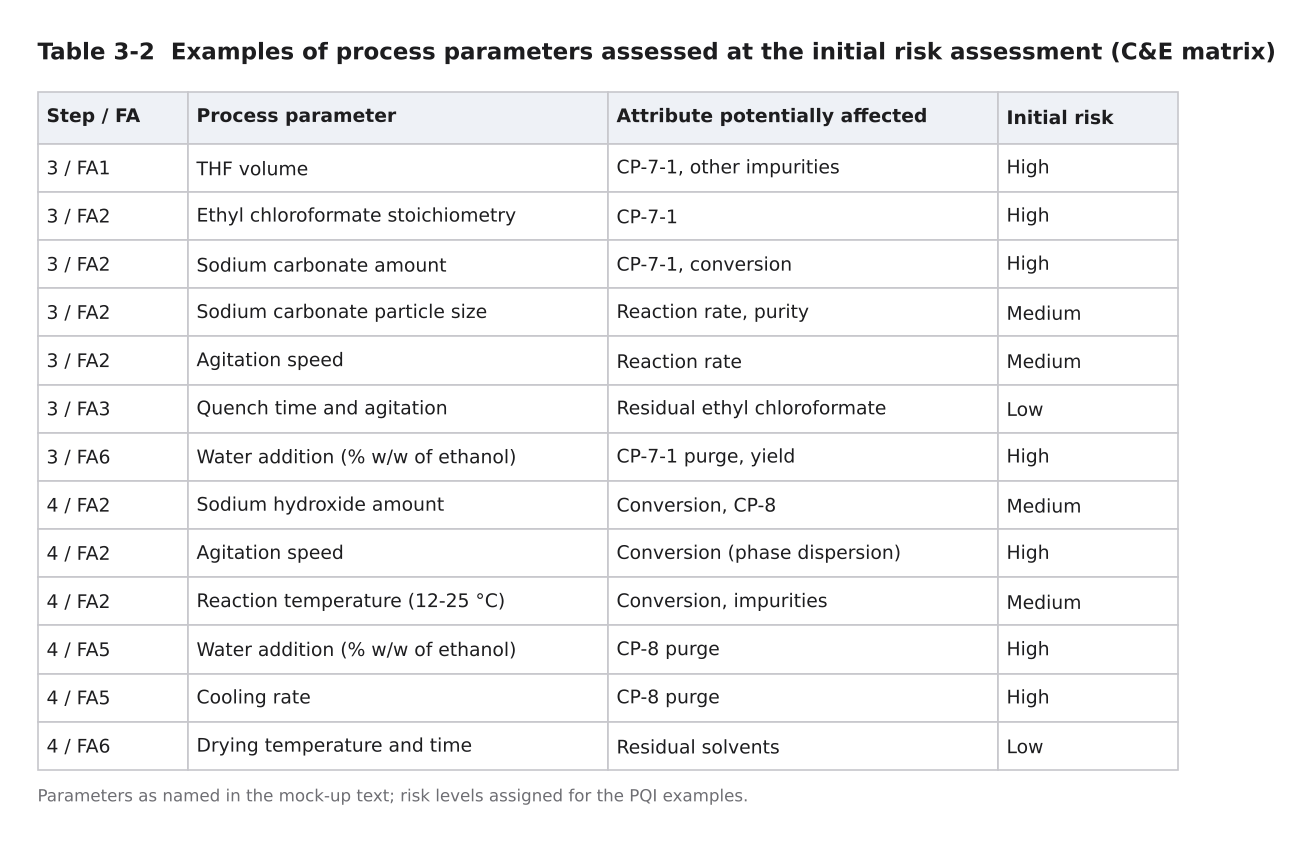 Table 3-2 Examples of process parameters assessed at the initial risk assessment (C&E matrix)
Step / FA Process parameter Attribute potentially affected Initial risk
3 / FA1 THF volume CP-7-1, other impurities High
3 / FA2 Ethyl chloroformate stoichiometry CP-7-1 High
3 / FA2 Sodium carbonate amount CP-7-1, conversion High
3 / FA2 Sodium carbonate particle size Reaction rate, purity Medium
3 / FA2 Agitation speed Reaction rate Medium
3 / FA3 Quench time and agitation Residual ethyl chloroformate Low
3 / FA6 Water addition (% w/w of ethanol) CP-7-1 purge, yield High
4 / FA2 Sodium hydroxide amount Conversion, CP-8 Medium
4 / FA2 Agitation speed Conversion (phase dispersion) High
4 / FA2 Reaction temperature (12-25 °C) Conversion, impurities Medium
4 / FA5 Water addition (% w/w of ethanol) CP-8 purge High
4 / FA5 Cooling rate CP-8 purge High
4 / FA6 Drying temperature and time Residual solvents Low
Parameters as named in the mock-up text; risk levels assigned for the PQI examples.